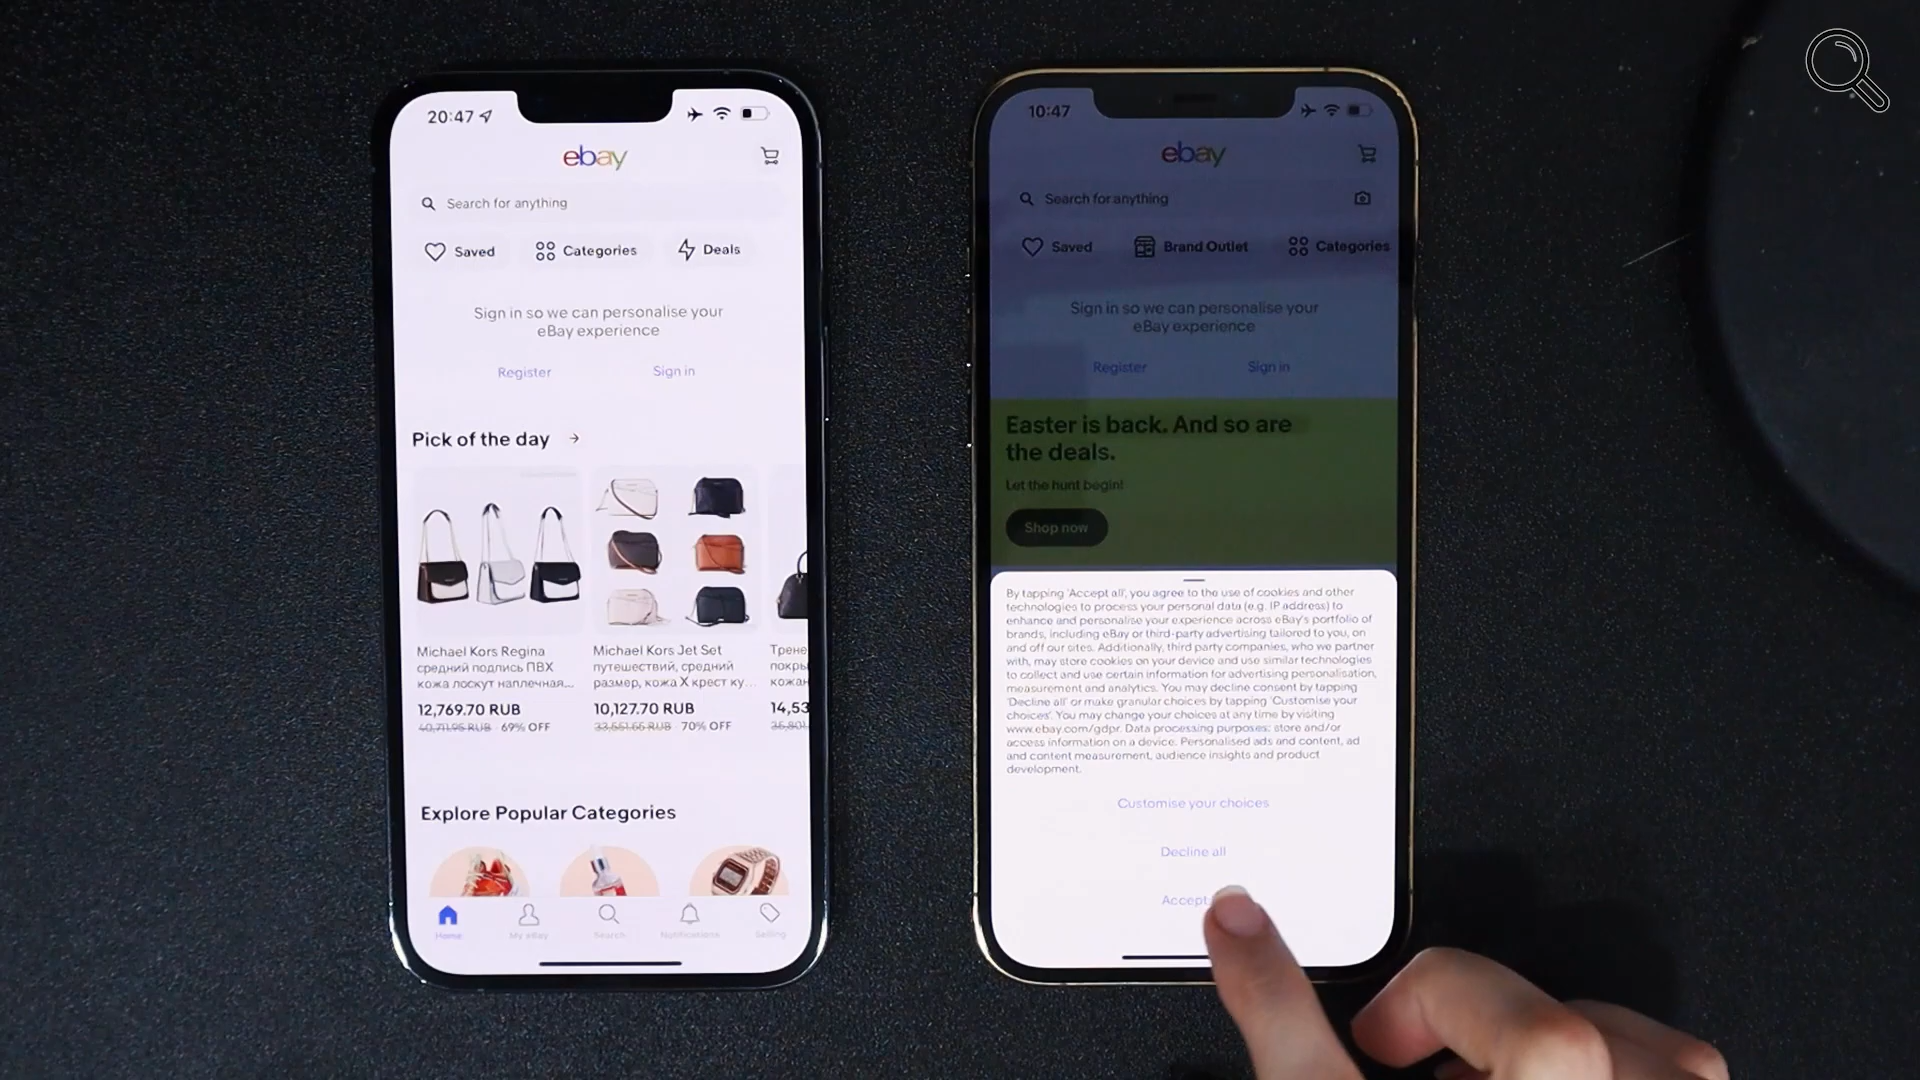 20:47
ebay
Search for anything
Saved
Categories
Deals
Sign in so we can personalise your
eBay experience
Register
Sign in
Pick of the day
Michael Kors Regina
средний подпись ПВХ
кожа лоскут наплечная...
12,769.70 RUB
40,711.95 RUB 69% OFF
Michael Kors Jet Set
путешествий, средний
размер, кожа X крест ку...
10,127.70 RUB
33,551.55 RUB 70% OFF
Трене
покры
кожан
14,53
35,801
Explore Popular Categories
Home
My eBay
Search
Notifications
Selling
10:47
ebay
Search for anything
Saved
Brand Outlet
Categories
Sign in so we can personalise your
eBay experience
Register
Sign in
Easter is back. And so are
the deals.
Let the hunt begin!
Shop now
By tapping 'Accept all', you agree to the use of cookies and other
technologies to process your personal data (e.g. IP address) to
enhance and personalise your experience across eBay's portfolio of
brands, including eBay or third-party advertising tailored to you, on
and off our sites. Additionally, third party companies, who we partner
with, may store cookies on your device and use similar technologies
to collect and use certain information for advertising personalisation,
measurement and analytics. You may decline consent by tapping
'Decline all' or make granular choices by tapping 'Customise your
choices'. You may change your choices at any time by visiting
www.ebay.com/gdpr. Data processing purposes: store and/or
access information on a device. Personalised ads and content, ad
and content measurement, audience insights and product
development.
Customise your choices
Decline all
Accept